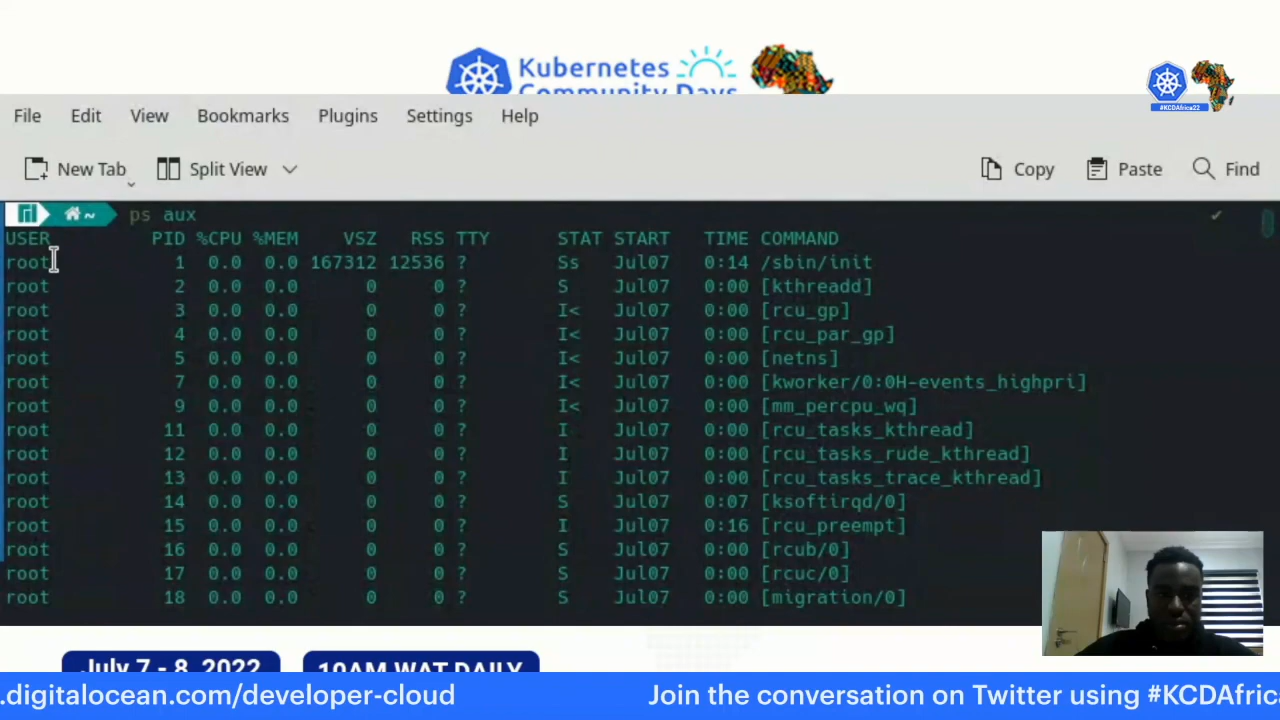 Kubernetes
Community Days
#KCDAfrica22
File Edit View Bookmarks Plugins Settings Help
New Tab Split View Copy Paste Find
~ ps aux
USER PID %CPU %MEM VSZ RSS TTY STAT START TIME COMMAND
root 1 0.0 0.0 167312 12536 ? Ss Jul07 0:14 /sbin/init
root 2 0.0 0.0 0 0 ? S Jul07 0:00 [kthreadd]
root 3 0.0 0.0 0 0 ? I< Jul07 0:00 [rcu_gp]
root 4 0.0 0.0 0 0 ? I< Jul07 0:00 [rcu_par_gp]
root 5 0.0 0.0 0 0 ? I< Jul07 0:00 [netns]
root 7 0.0 0.0 0 0 ? I< Jul07 0:00 [kworker/0:0H-events_highpri]
root 9 0.0 0.0 0 0 ? I< Jul07 0:00 [mm_percpu_wq]
root 11 0.0 0.0 0 0 ? I Jul07 0:00 [rcu_tasks_kthread]
root 12 0.0 0.0 0 0 ? I Jul07 0:00 [rcu_tasks_rude_kthread]
root 13 0.0 0.0 0 0 ? I Jul07 0:00 [rcu_tasks_trace_kthread]
root 14 0.0 0.0 0 0 ? S Jul07 0:07 [ksoftirqd/0]
root 15 0.0 0.0 0 0 ? I Jul07 0:16 [rcu_preempt]
root 16 0.0 0.0 0 0 ? S Jul07 0:00 [rcub/0]
root 17 0.0 0.0 0 0 ? S Jul07 0:00 [rcuc/0]
root 18 0.0 0.0 0 0 ? S Jul07 0:00 [migration/0]
July 7 - 8, 2022 10AM WAT DAILY
.digitalocean.com/developer-cloud Join the conversation on Twitter using #KCDAfric